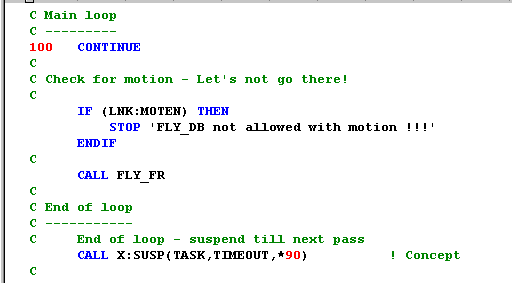 C Main loop
C ---------
100   CONTINUE
C
C Check for motion - Let's not go there!
C
      IF (LNK:MOTEN) THEN
          STOP 'FLY_DB not allowed with motion !!!'
      ENDIF
C
      CALL FLY_FR
C
C End of loop
C -----------
C     End of loop - suspend till next pass
      CALL X:SUSP(TASK,TIMEOUT,*90)          ! Concept
C